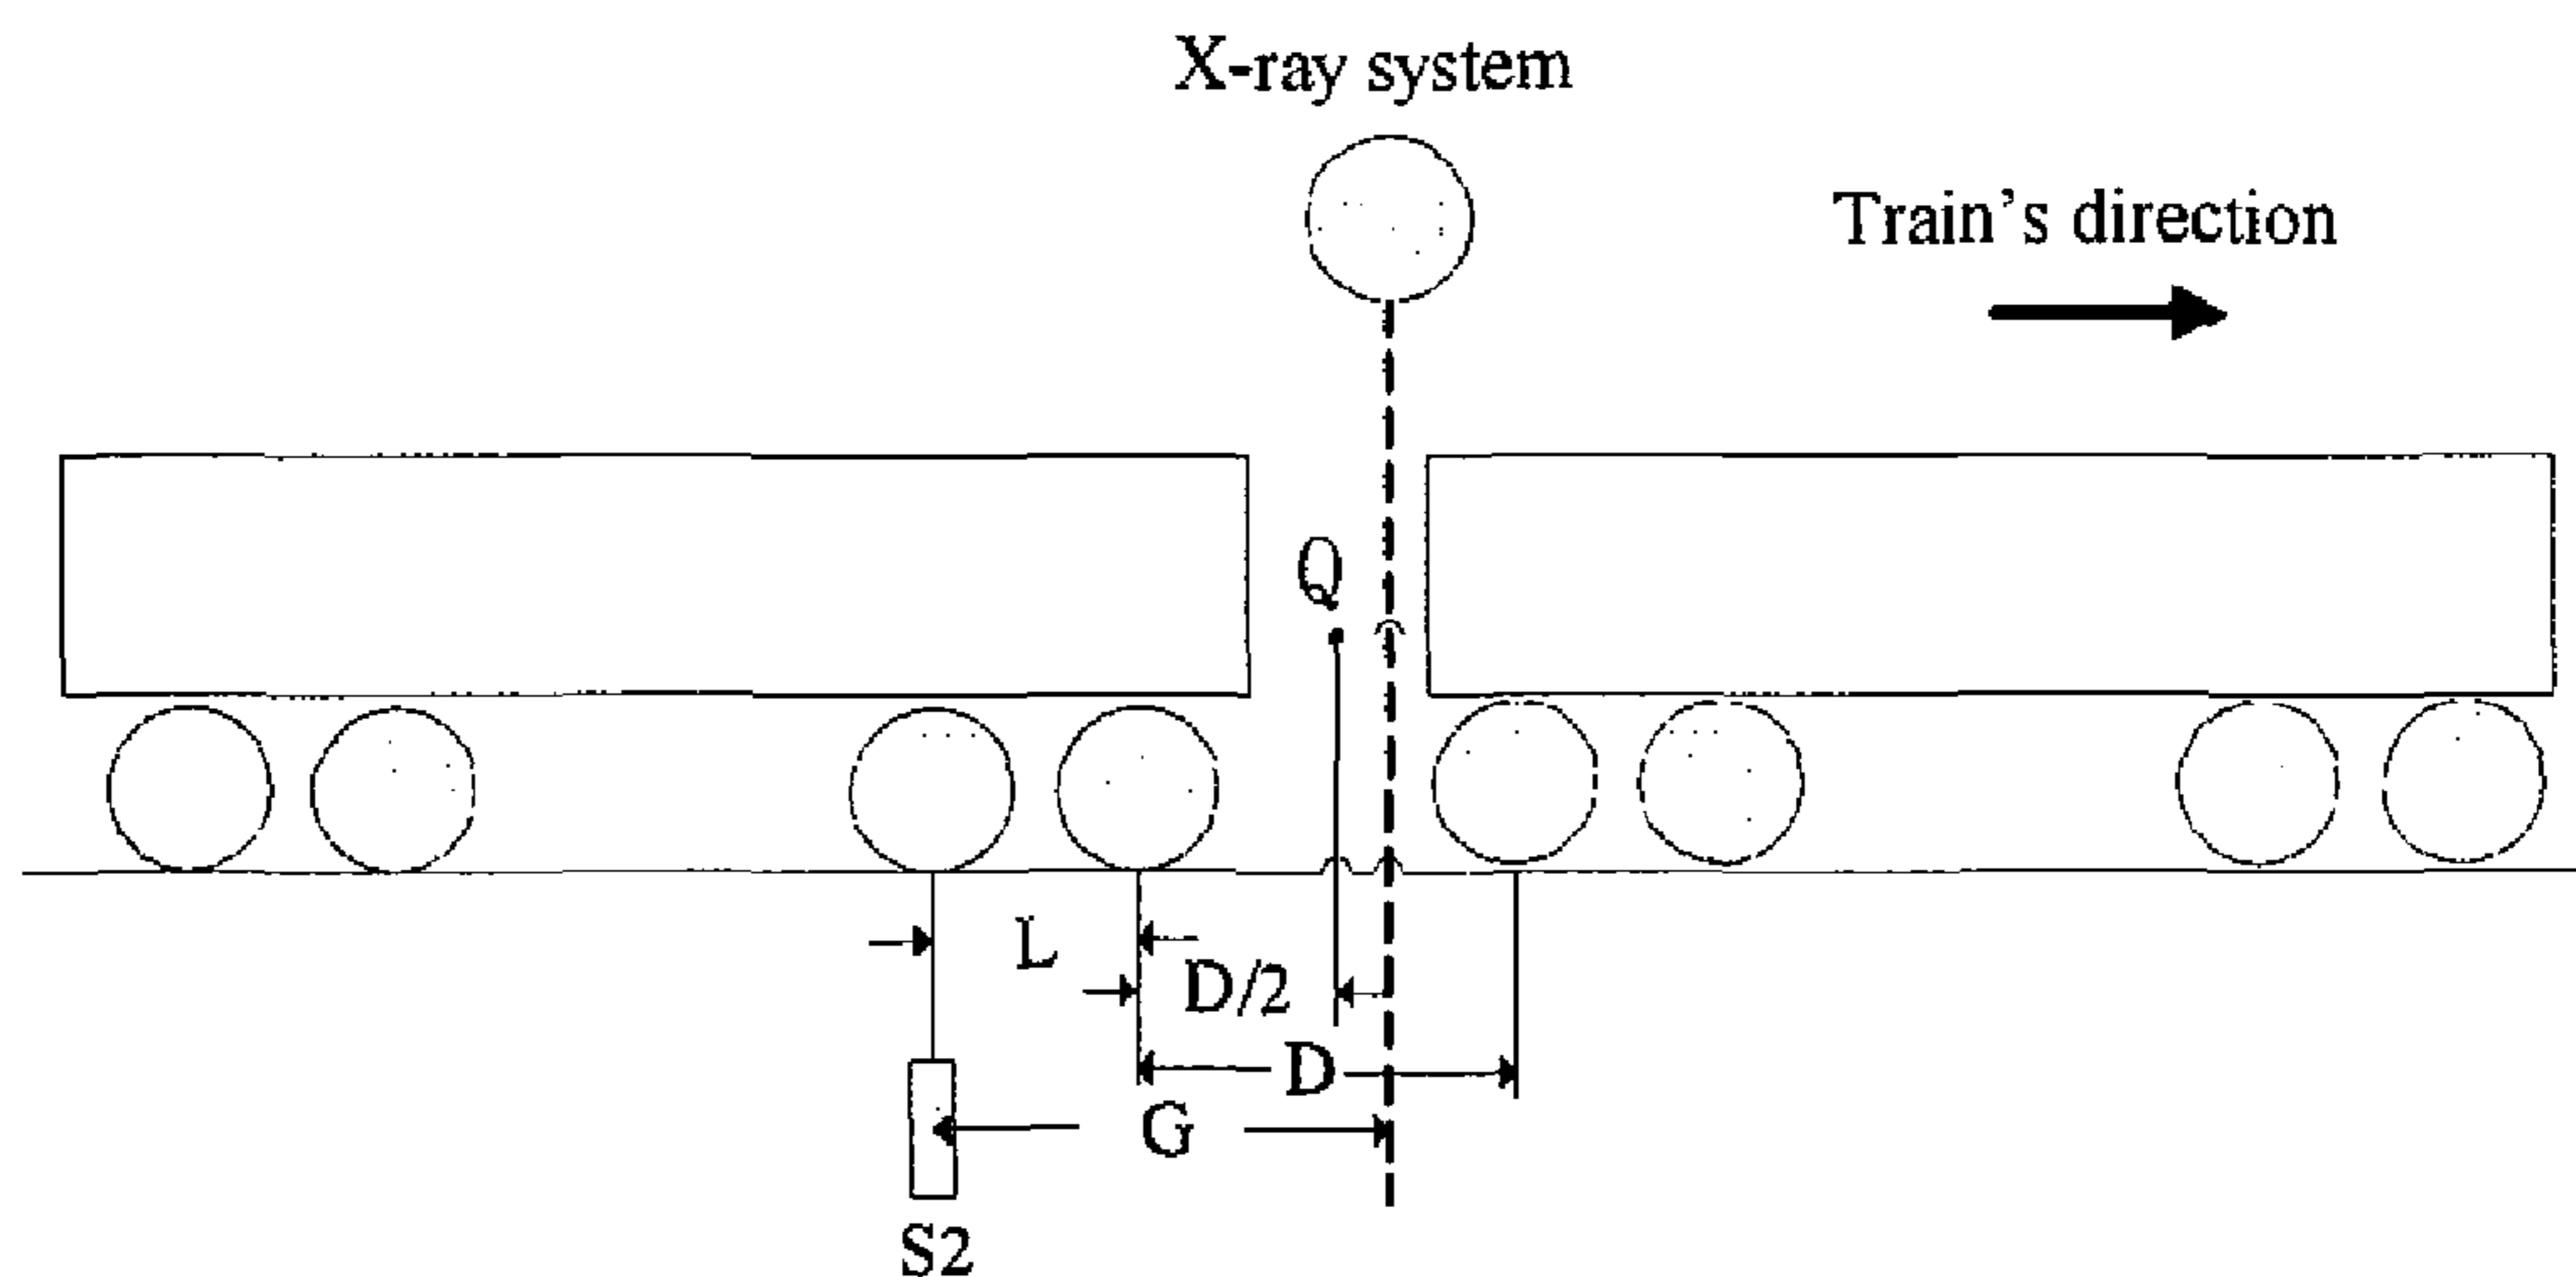 X-ray system
Train's direction
Q
L
D/2
D
G
S2